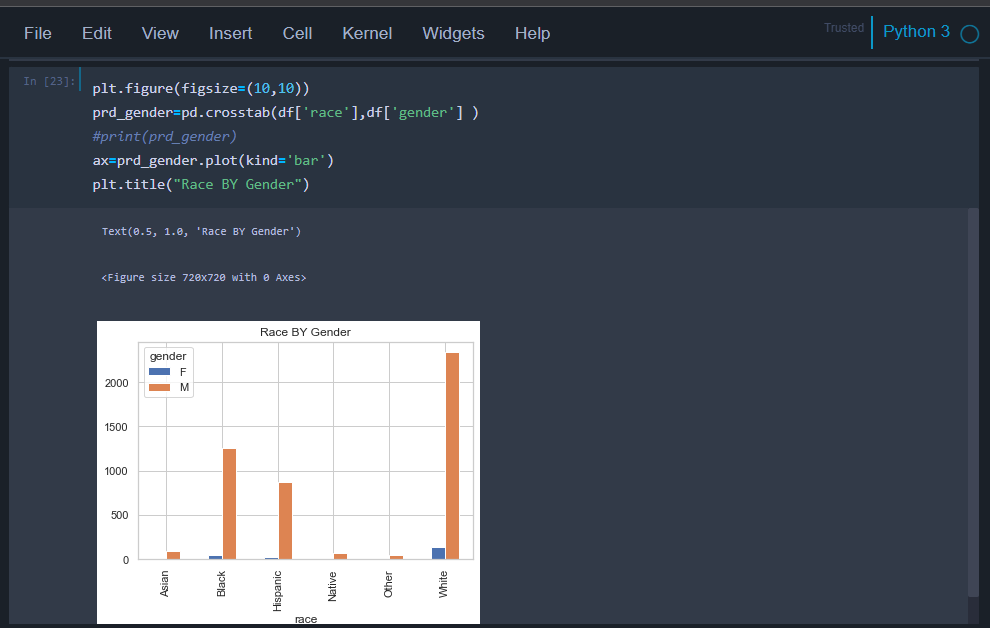 File Edit View Insert Cell Kernel Widgets Help Trusted Python 3
In [23]:
plt.figure(figsize=(10,10))
prd_gender=pd.crosstab(df['race'],df['gender'] )
#print(prd_gender)
ax=prd_gender.plot(kind='bar')
plt.title("Race BY Gender")
Text(0.5, 1.0, 'Race BY Gender')
<Figure size 720x720 with 0 Axes>
Race BY Gender
gender
F
M
2000
1500
1000
500
0
Asian
Black
Hispanic
Native
Other
White
race